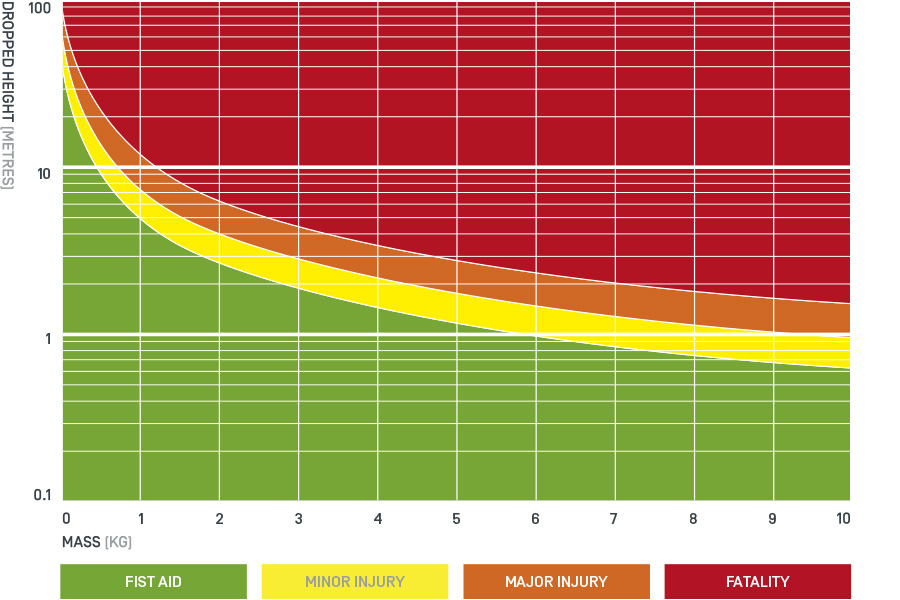 DROPPED HEIGHT (METRES)
100
10
1
0.1
0 1 2 3 4 5 6 7 8 9 10
MASS (KG)
FIST AID MINOR INJURY MAJOR INJURY FATALITY